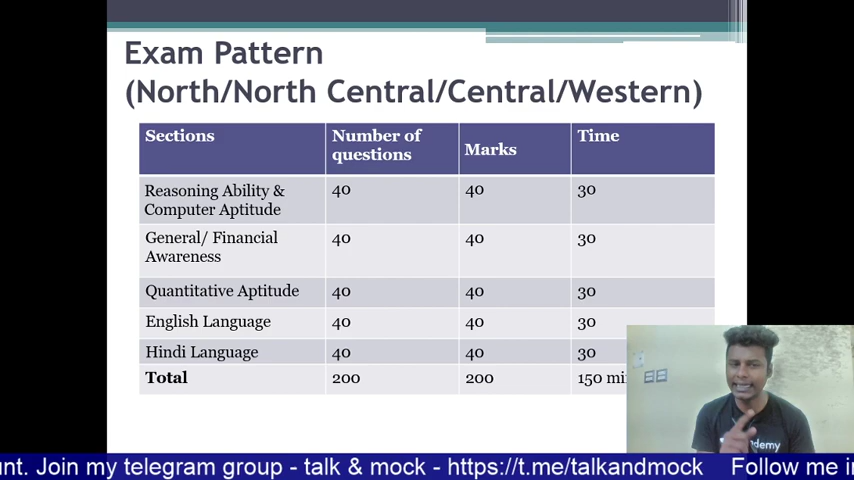 Exam Pattern
(North/North Central/Central/Western)
Sections
Number of
questions
Marks
Time
Reasoning Ability &
Computer Aptitude
40
40
30
General/ Financial
Awareness
40
40
30
Quantitative Aptitude
40
40
30
English Language
40
40
30
Hindi Language
40
40
30
Total
200
200
150
Join my telegram group - talk & mock - https://t.me/talkandmock
Follow me